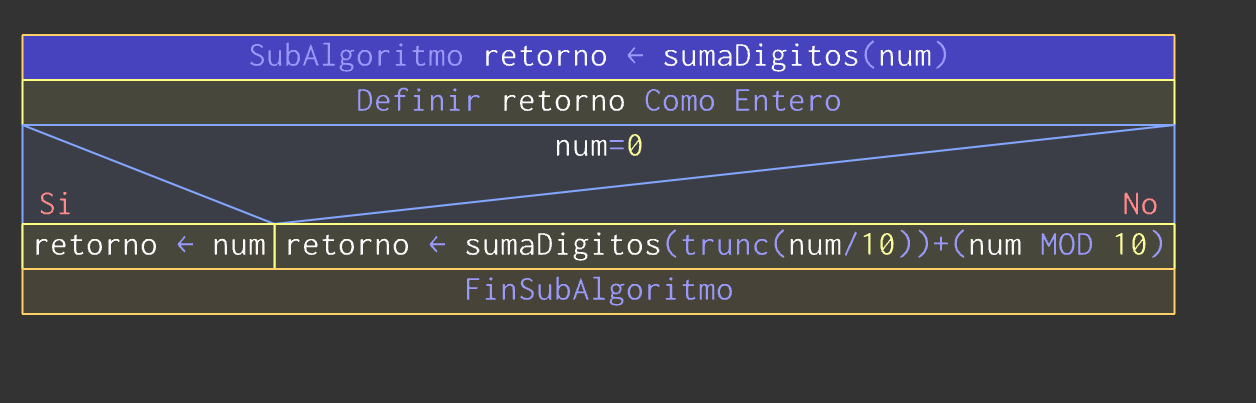 SubAlgoritmo retorno ← sumaDigitos(num)
Definir retorno Como Entero
num=0
Si
No
retorno ← num
retorno ← sumaDigitos(trunc(num/10))+(num MOD 10)
FinSubAlgoritmo